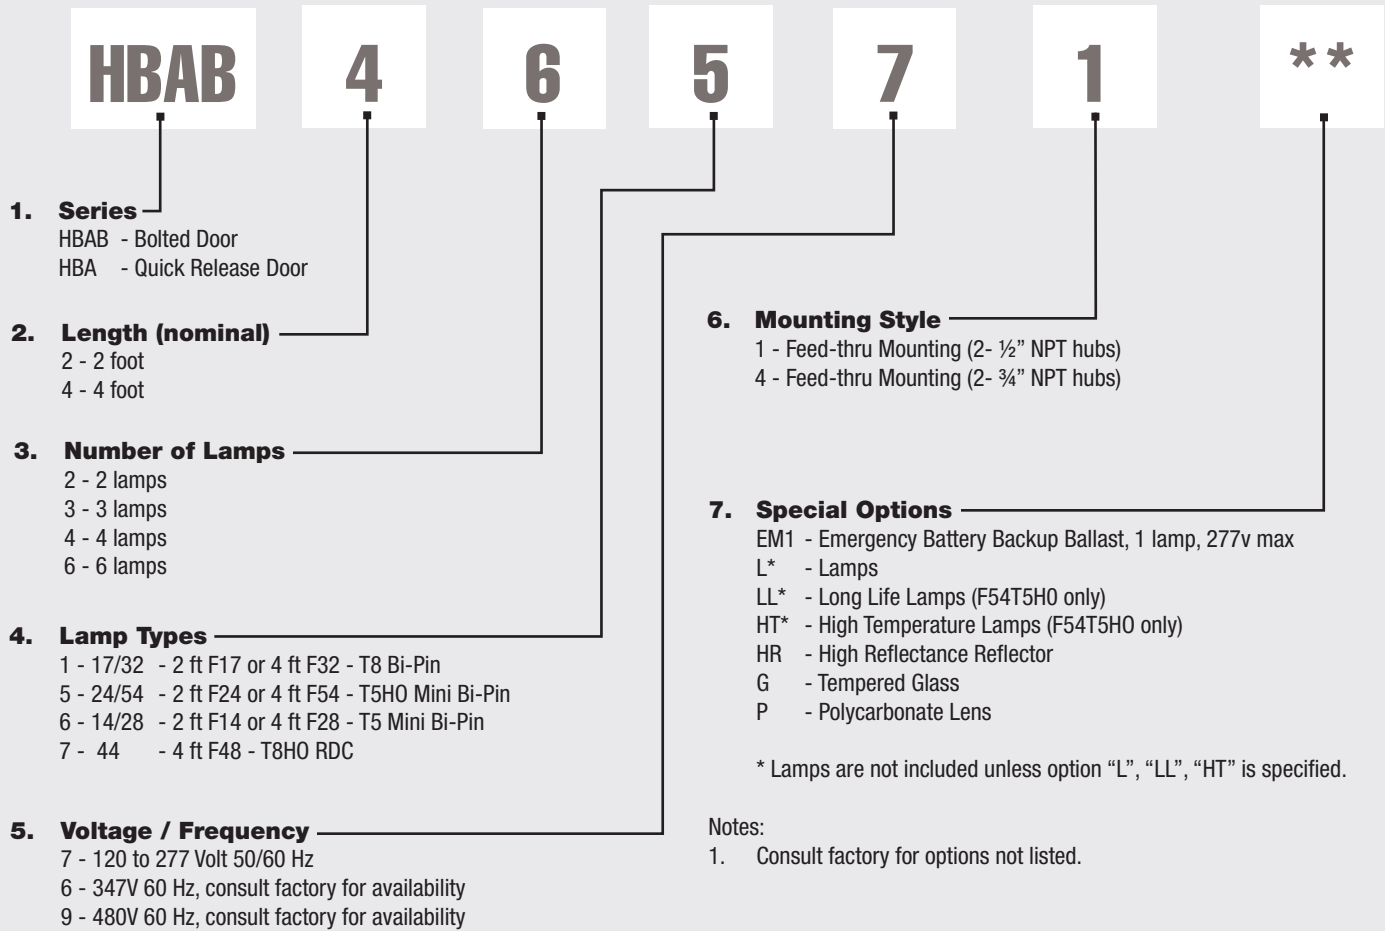 HBAB 4 6 5 7 1 **
1. Series
HBAB - Bolted Door
HBA - Quick Release Door
2. Length (nominal)
2 - 2 foot
4 - 4 foot
3. Number of Lamps
2 - 2 lamps
3 - 3 lamps
4 - 4 lamps
6 - 6 lamps
4. Lamp Types
1 - 17/32 - 2 ft F17 or 4 ft F32 - T8 Bi-Pin
5 - 24/54 - 2 ft F24 or 4 ft F54 - T5HO Mini Bi-Pin
6 - 14/28 - 2 ft F14 or 4 ft F28 - T5 Mini Bi-Pin
7 - 44 - 4 ft F48 - T8HO RDC
5. Voltage / Frequency
7 - 120 to 277 Volt 50/60 Hz
6 - 347V 60 Hz, consult factory for availability
9 - 480V 60 Hz, consult factory for availability
6. Mounting Style
1 - Feed-thru Mounting (2- ½” NPT hubs)
4 - Feed-thru Mounting (2- ¾” NPT hubs)
7. Special Options
EM1 - Emergency Battery Backup Ballast, 1 lamp, 277v max
L* - Lamps
LL* - Long Life Lamps (F54T5H0 only)
HT* - High Temperature Lamps (F54T5HO only)
HR - High Reflectance Reflector
G - Tempered Glass
P - Polycarbonate Lens
* Lamps are not included unless option “L”, “LL”, “HT” is specified.
Notes:
1. Consult factory for options not listed.